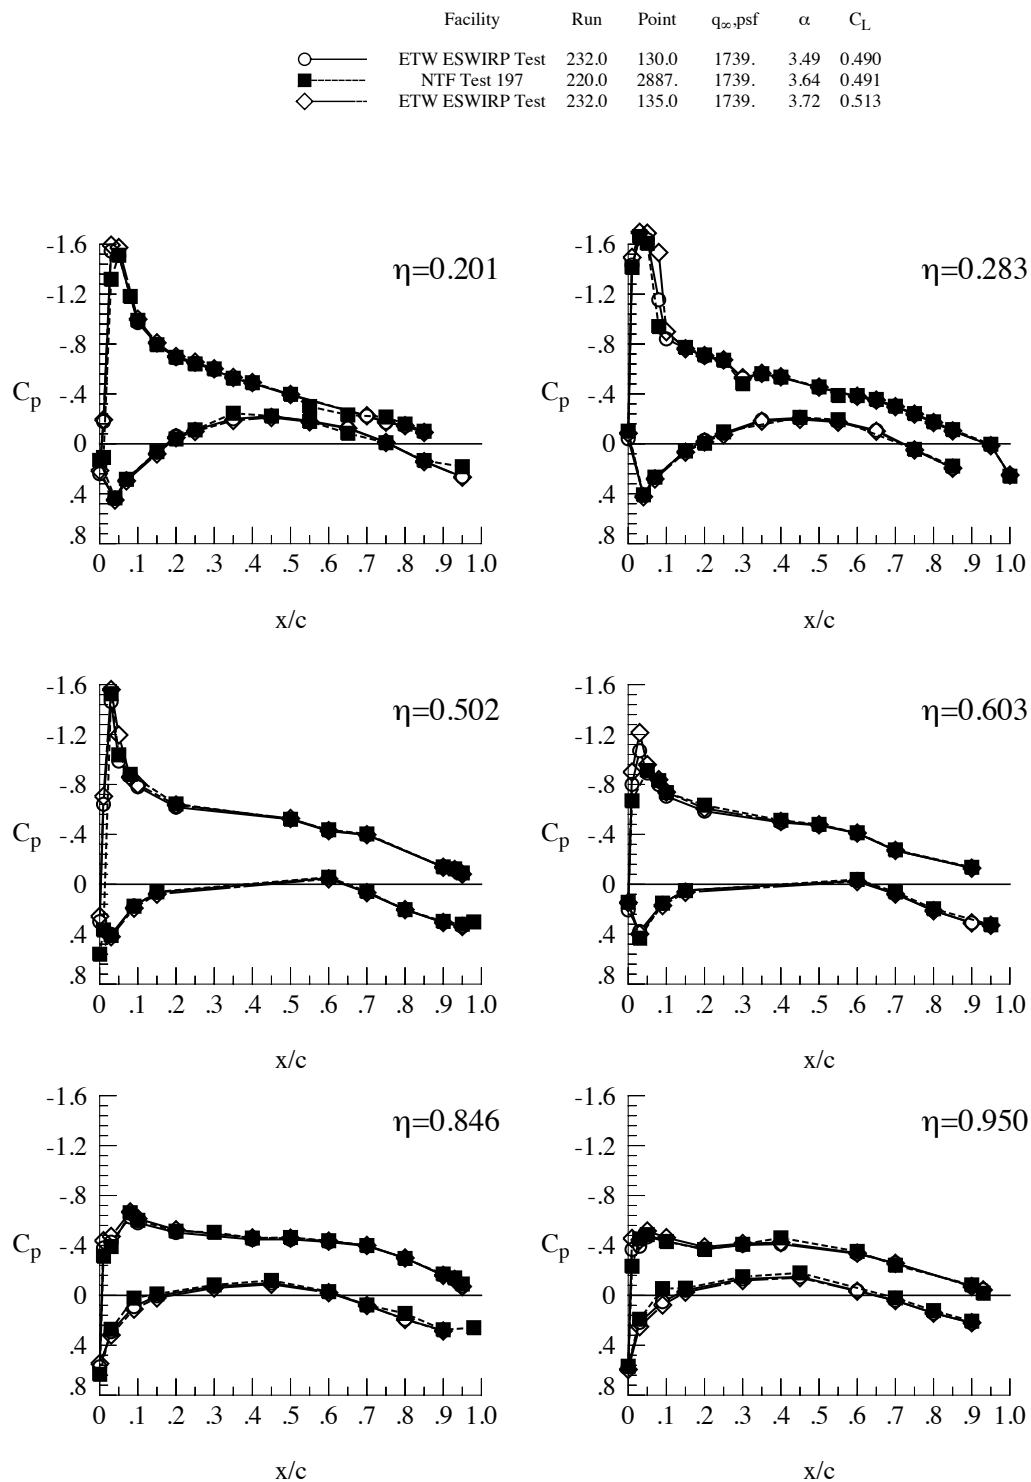 Facility Run Point q∞,psf α C_L
ETW ESWIRP Test 232.0 130.0 1739. 3.49 0.490
NTF Test 197 220.0 2887. 1739. 3.64 0.491
ETW ESWIRP Test 232.0 135.0 1739. 3.72 0.513
η=0.201
-1.6
-1.2
-.8
-.4
0
.4
.8
C_p
0 .1 .2 .3 .4 .5 .6 .7 .8 .9 1.0
x/c
η=0.283
-1.6
-1.2
-.8
-.4
0
.4
.8
C_p
0 .1 .2 .3 .4 .5 .6 .7 .8 .9 1.0
x/c
η=0.502
-1.6
-1.2
-.8
-.4
0
.4
.8
C_p
0 .1 .2 .3 .4 .5 .6 .7 .8 .9 1.0
x/c
η=0.603
-1.6
-1.2
-.8
-.4
0
.4
.8
C_p
0 .1 .2 .3 .4 .5 .6 .7 .8 .9 1.0
x/c
η=0.846
-1.6
-1.2
-.8
-.4
0
.4
.8
C_p
0 .1 .2 .3 .4 .5 .6 .7 .8 .9 1.0
x/c
η=0.950
-1.6
-1.2
-.8
-.4
0
.4
.8
C_p
0 .1 .2 .3 .4 .5 .6 .7 .8 .9 1.0
x/c